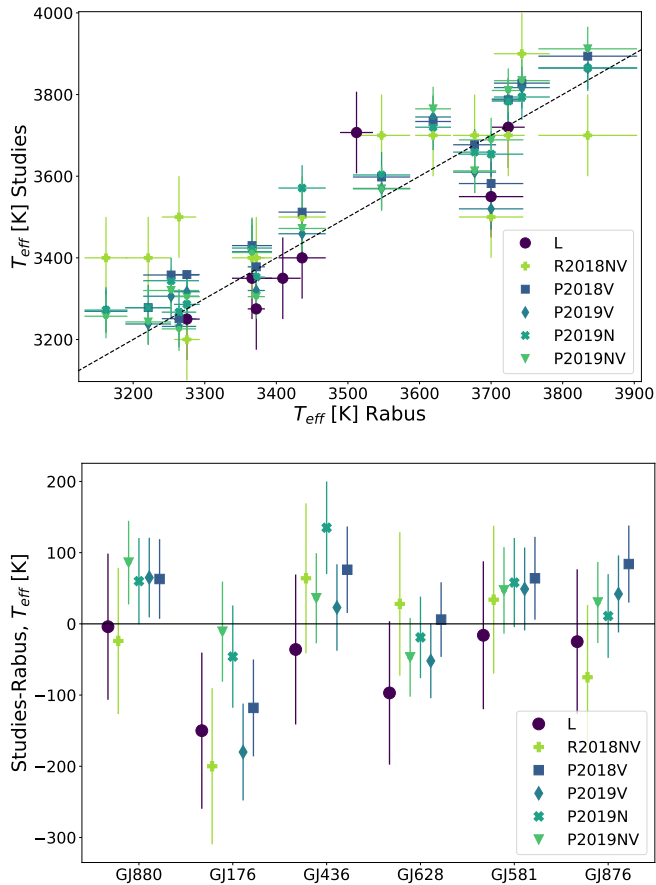 4000
3800
3600
3400
3200
T_eff [K] Studies
L
R2018NV
P2018V
P2019V
P2019N
P2019NV
3200 3300 3400 3500 3600 3700 3800 3900
T_eff [K] Rabus
200
100
0
−100
−200
−300
Studies-Rabus, T_eff [K]
L
R2018NV
P2018V
P2019V
P2019N
P2019NV
GJ880 GJ176 GJ436 GJ628 GJ581 GJ876